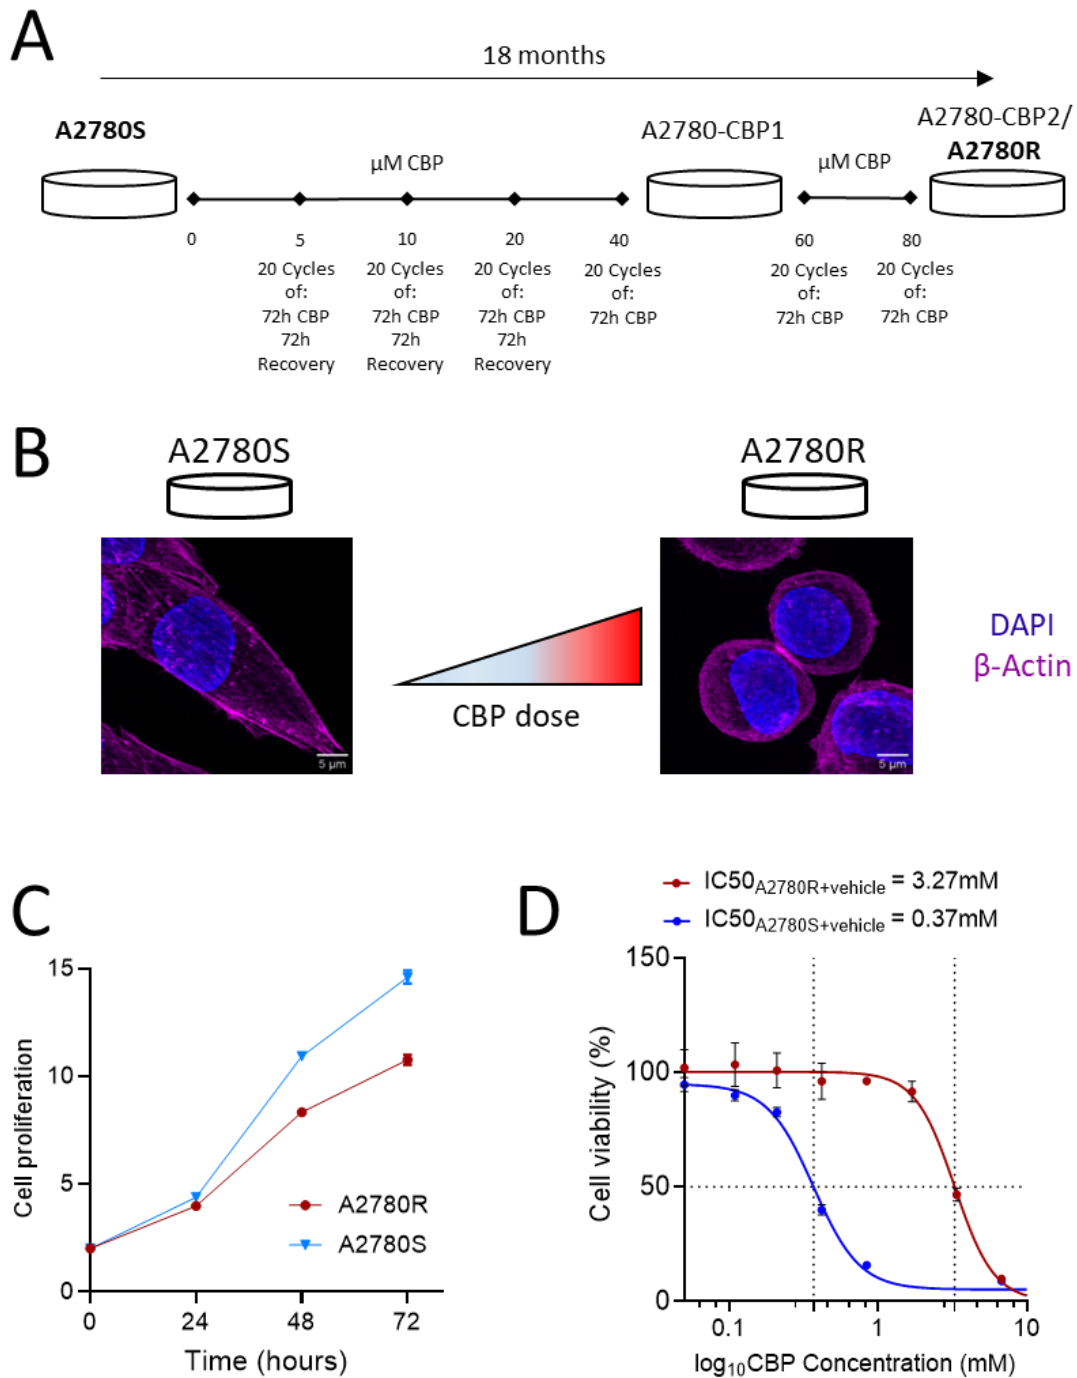 A
18 months
A2780S
A2780-CBP1
A2780-CBP2/
A2780R
μM CBP
μM CBP
0
5
10
20
40
60
80
20 Cycles
of:
72h CBP
72h
Recovery
20 Cycles
of:
72h CBP
72h
Recovery
20 Cycles
of:
72h CBP
72h
Recovery
20 Cycles
of:
72h CBP
20 Cycles
of:
72h CBP
20 Cycles
of:
72h CBP
B
A2780S
A2780R
5 μm
CBP dose
5 μm
DAPI
β-Actin
C
Cell proliferation
15
10
5
0
0 24 48 72
Time (hours)
A2780R
A2780S
D
IC50A2780R+vehicle = 3.27mM
IC50A2780S+vehicle = 0.37mM
Cell viability (%)
150
100
50
0
0.1 1 10
log10CBP Concentration (mM)